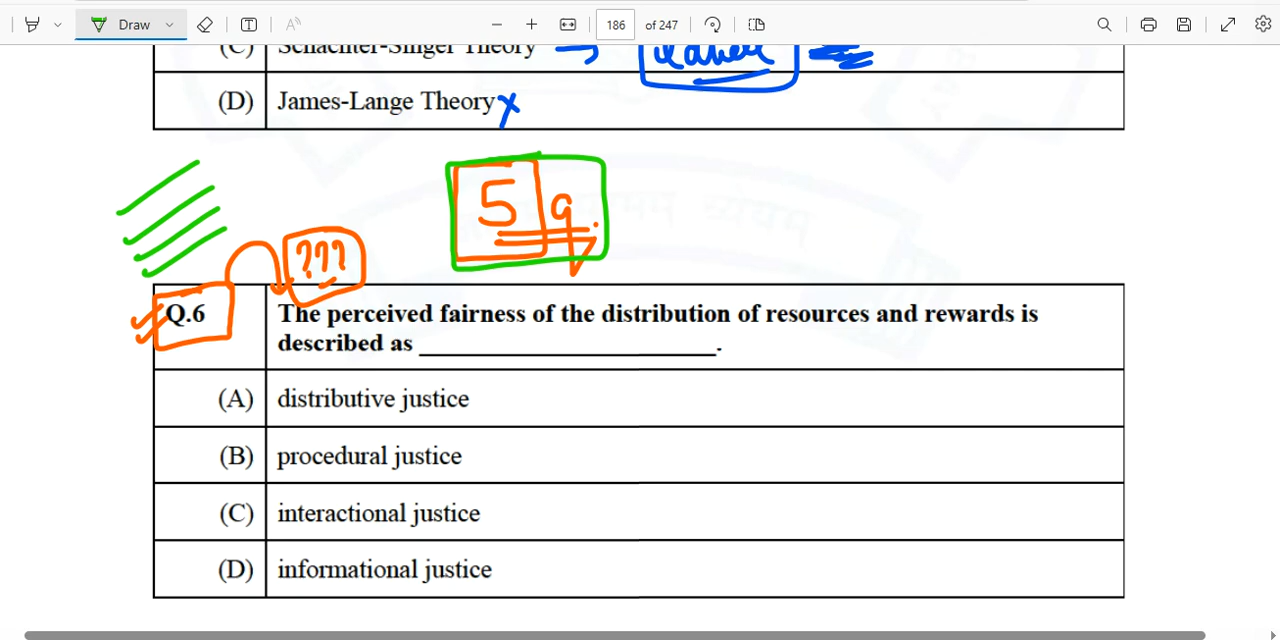 Draw
186 of 247
(C) Schachter-Singer Theory
(D) James-Lange Theory
5 q.
???
Q.6 The perceived fairness of the distribution of resources and rewards is
described as ____________________.
(A) distributive justice
(B) procedural justice
(C) interactional justice
(D) informational justice